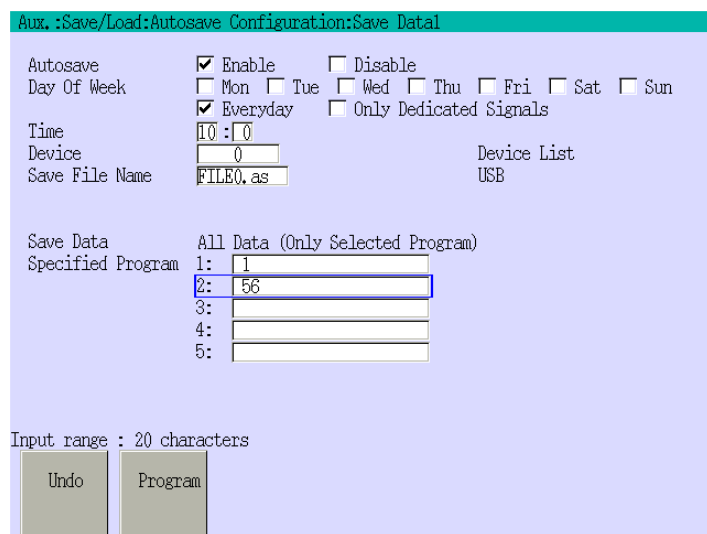 Aux.:Save/Load:Autosave Configuration:Save Data1
Autosave Enable Disable
Day Of Week Mon Tue Wed Thu Fri Sat Sun
Everyday Only Dedicated Signals
Time 10 : 0
Device 0 Device List
Save File Name FILE0.as USB
Save Data All Data (Only Selected Program)
Specified Program 1: 1
2: 56
3:
4:
5:
Input range : 20 characters
Undo Program